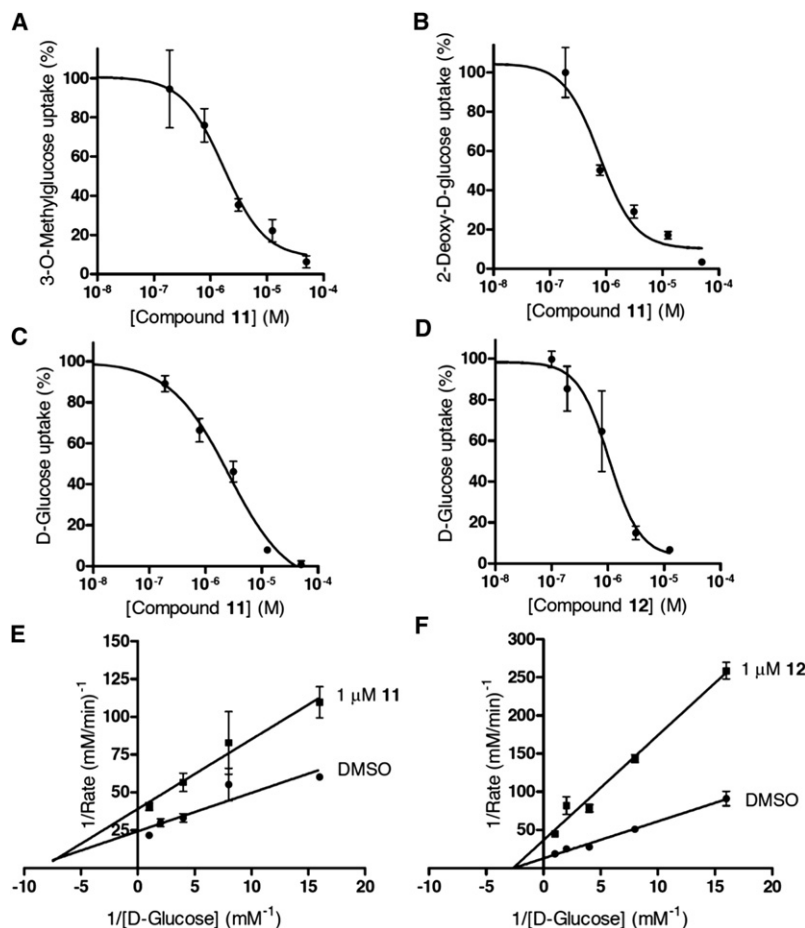 A
3-O-Methylglucose uptake (%)
100
80
60
40
20
0
10⁻⁸ 10⁻⁷ 10⁻⁶ 10⁻⁵ 10⁻⁴
[Compound 11] (M)
B
2-Deoxy-D-glucose uptake (%)
120
100
80
60
40
20
0
10⁻⁸ 10⁻⁷ 10⁻⁶ 10⁻⁵ 10⁻⁴
[Compound 11] (M)
C
D-Glucose uptake (%)
100
80
60
40
20
0
10⁻⁸ 10⁻⁷ 10⁻⁶ 10⁻⁵ 10⁻⁴
[Compound 11] (M)
D
D-Glucose uptake (%)
100
80
60
40
20
0
10⁻⁸ 10⁻⁷ 10⁻⁶ 10⁻⁵ 10⁻⁴
[Compound 12] (M)
E
1/Rate (mM/min)⁻¹
150
125
100
75
50
25
1 μM 11
DMSO
-10 -5 0 5 10 15 20
1/[D-Glucose] (mM⁻¹)
F
1/Rate (mM/min)⁻¹
300
250
200
150
100
50
1 μM 12
DMSO
-10 -5 0 5 10 15 20
1/[D-Glucose] (mM⁻¹)